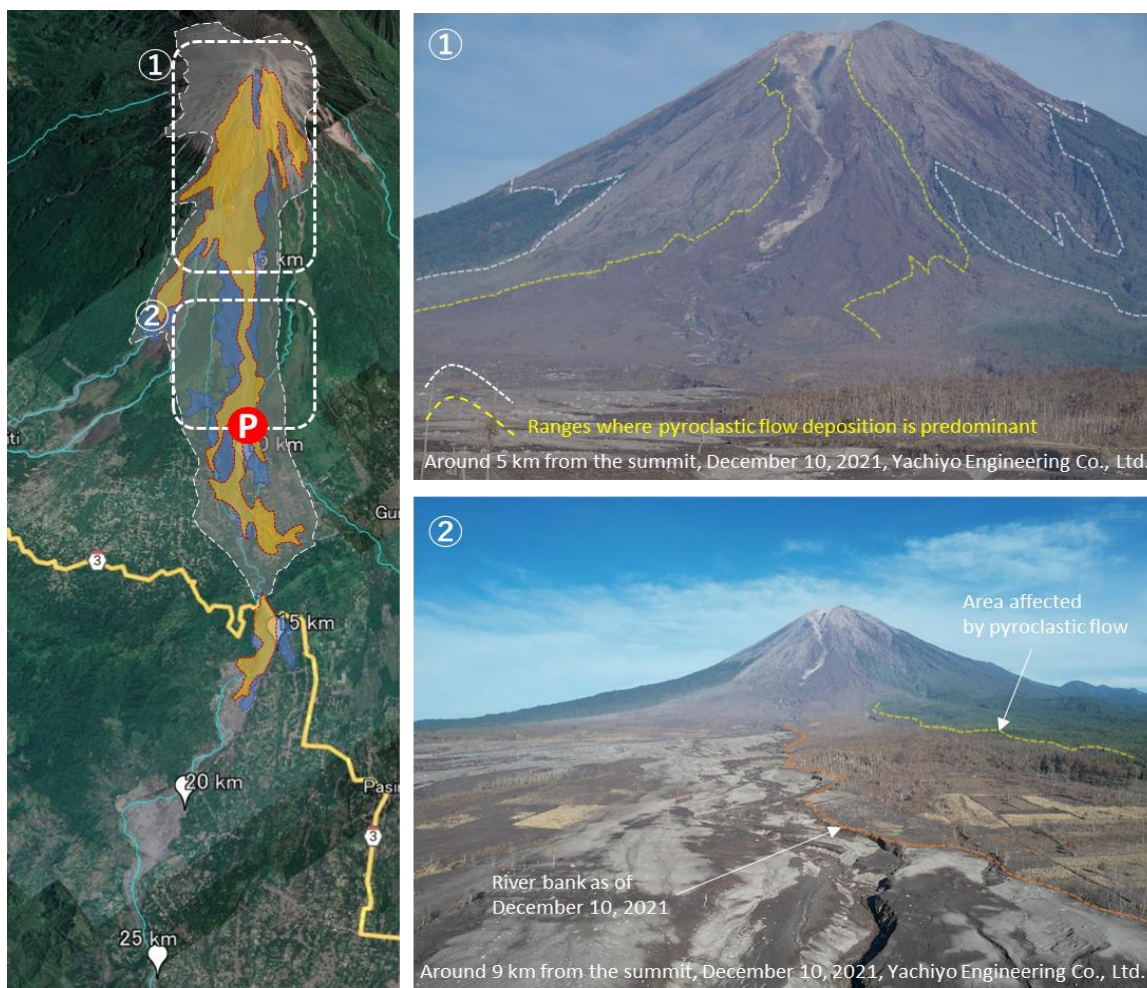 ①
5 km
②
P
0 km
3
15 km
20 km
3
25 km
①
Ranges where pyroclastic flow deposition is predominant
Around 5 km from the summit, December 10, 2021, Yachiyo Engineering Co., Ltd.
②
Area affected
by pyroclastic flow
River bank as of
December 10, 2021
Around 9 km from the summit, December 10, 2021, Yachiyo Engineering Co., Ltd.